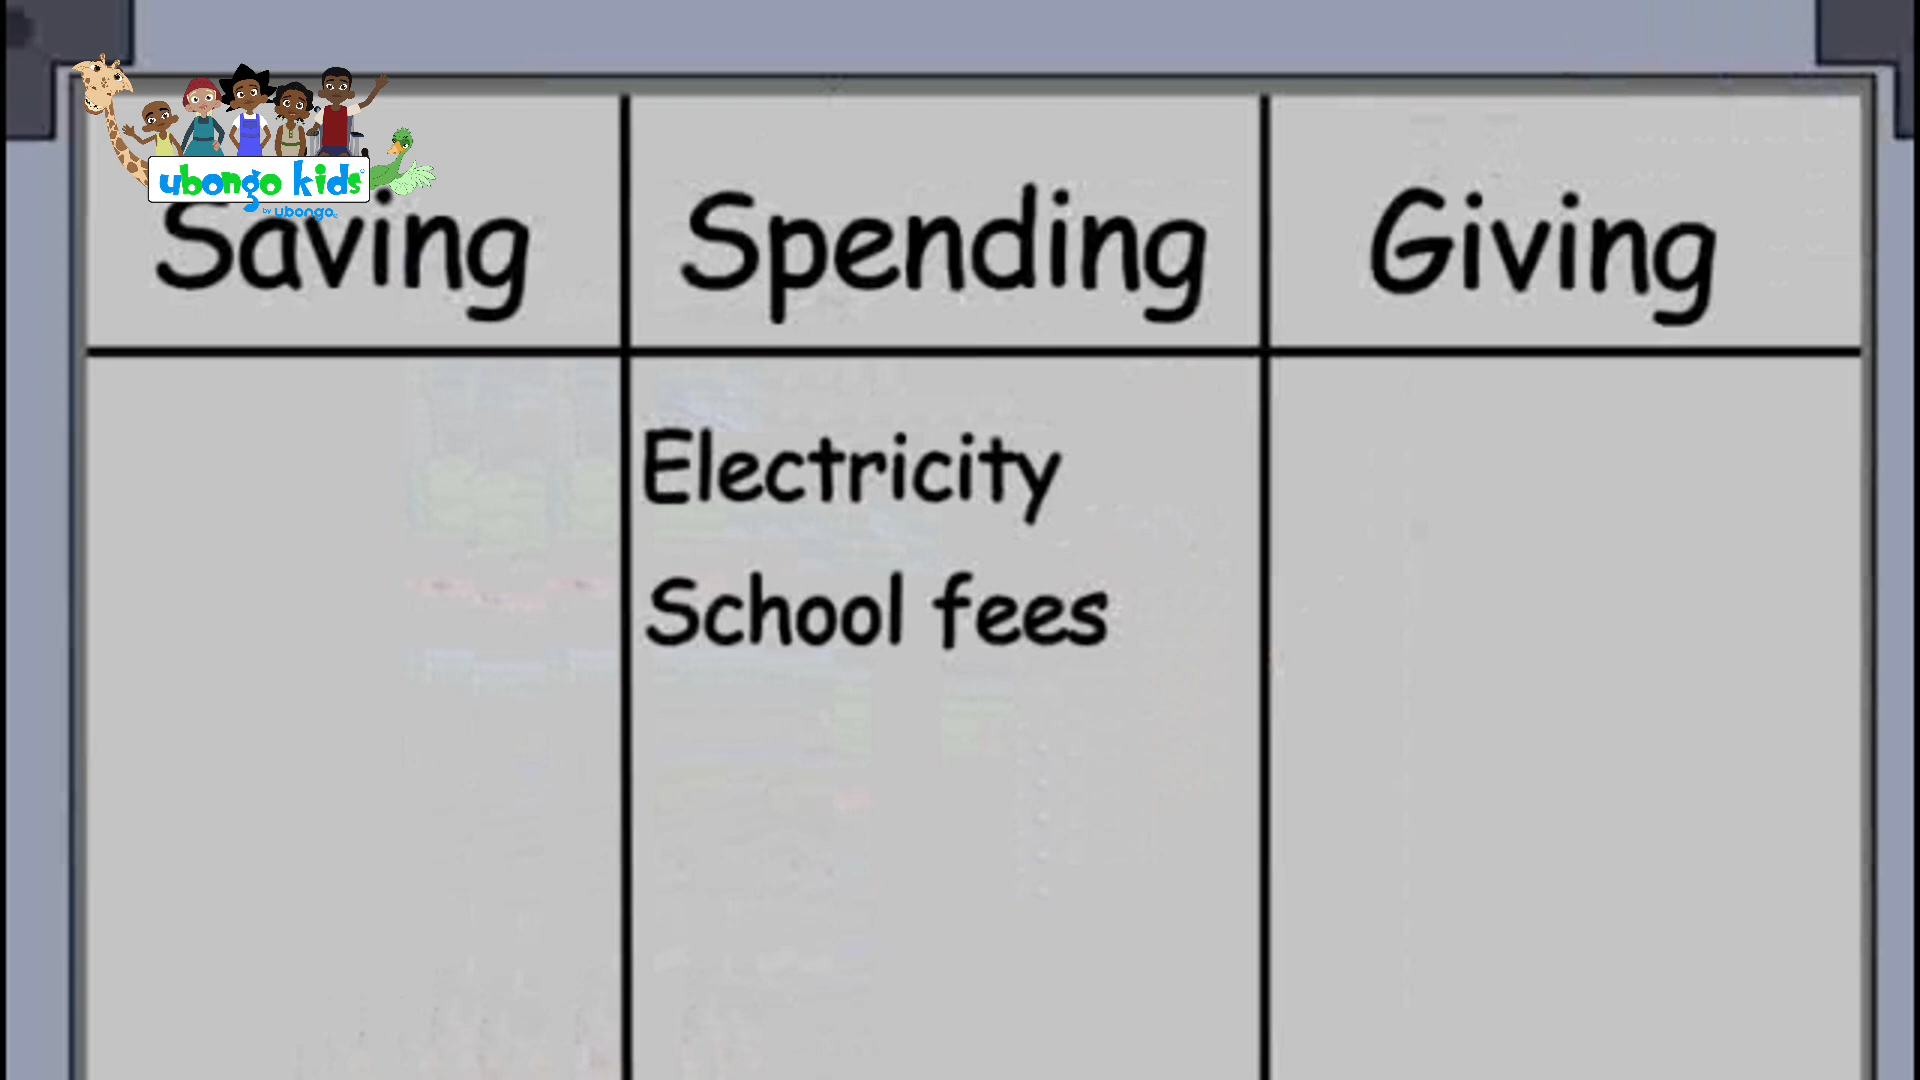 ubongo kids
by ubongo
Saving
Spending
Giving
Electricity
School fees